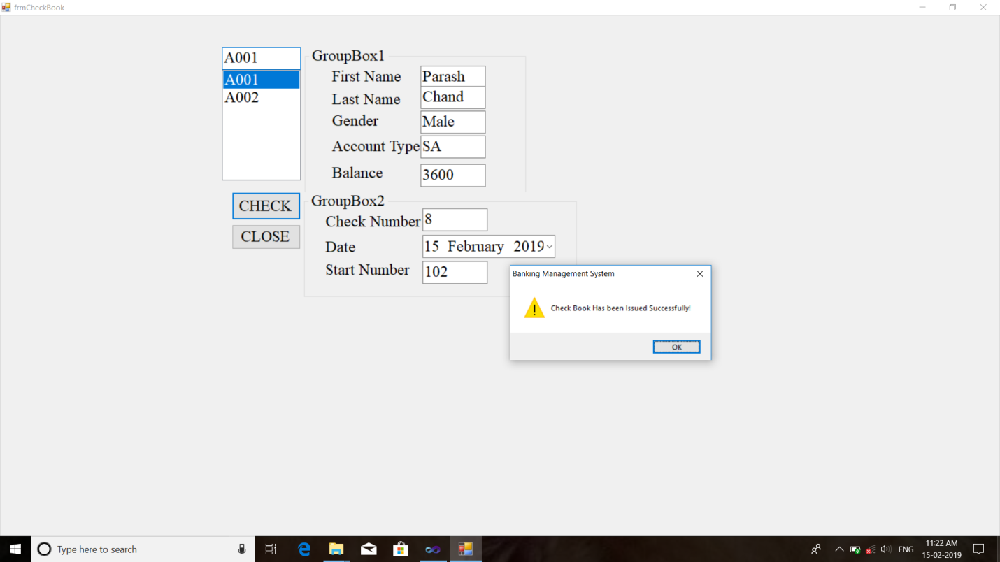 frmCheckBook
A001
A001
A002
CHECK
CLOSE
GroupBox1
First Name Parash
Last Name Chand
Gender Male
Account Type SA
Balance 3600
GroupBox2
Check Number 8
Date 15 February 2019
Start Number 102
Banking Management System
Check Book Has been Issued Successfully!
OK
Type here to search
ENG
11:22 AM
15-02-2019